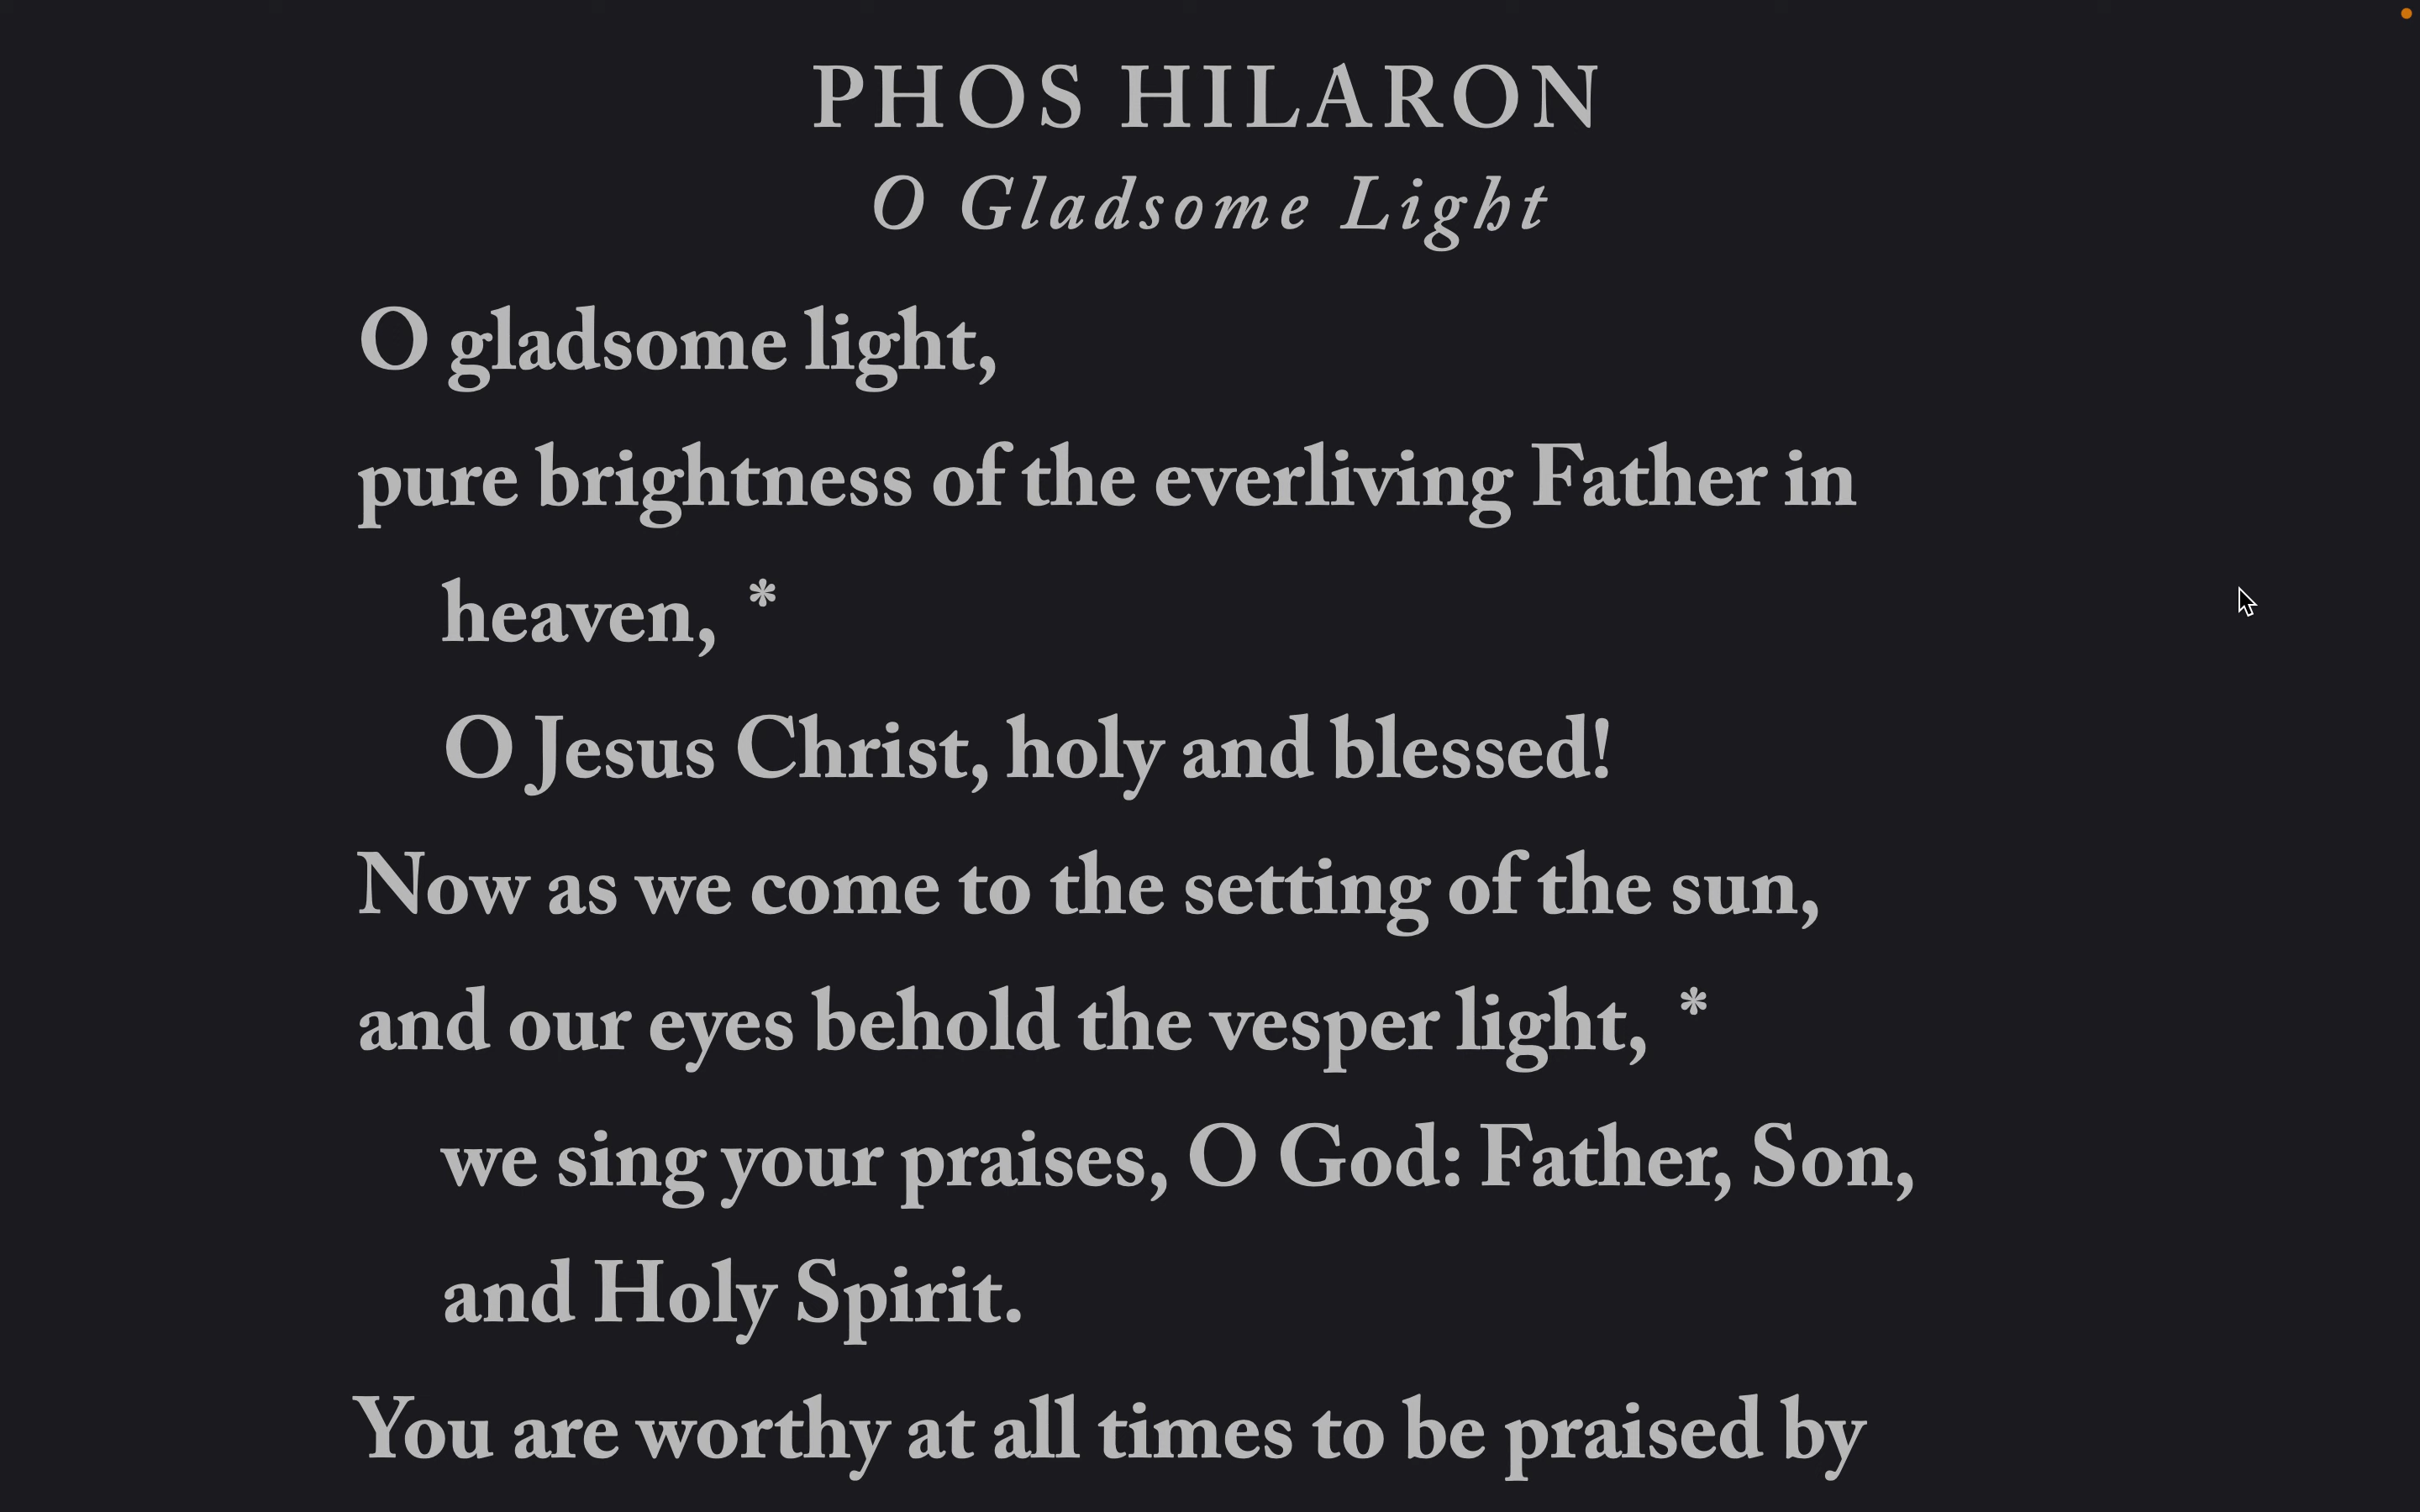 PHOS HILARON
O Gladsome Light
O gladsome light,
pure brightness of the everliving Father in
heaven, *
O Jesus Christ, holy and blessed!
Now as we come to the setting of the sun,
and our eyes behold the vesper light, *
we sing your praises, O God: Father, Son,
and Holy Spirit.
You are worthy at all times to be praised by